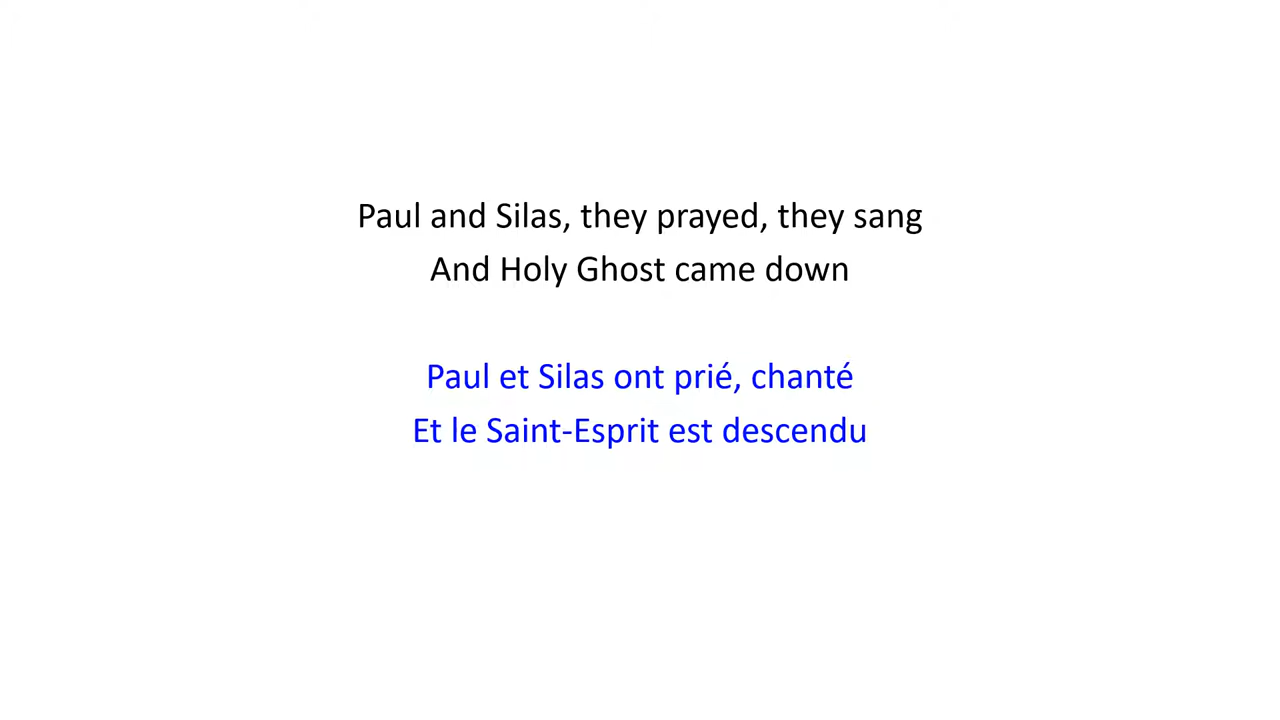 Paul and Silas, they prayed, they sang
And Holy Ghost came down
Paul et Silas ont prié, chanté
Et le Saint-Esprit est descendu